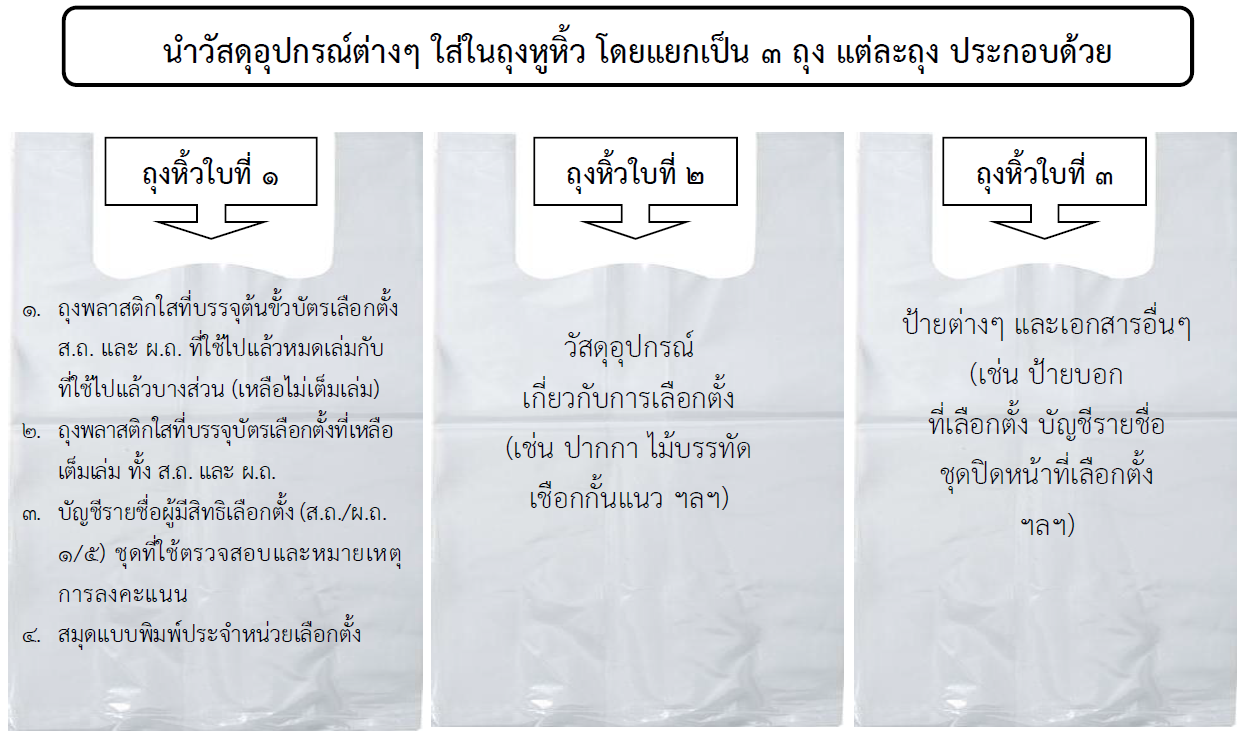 นำวัสดุอุปกรณ์ต่างๆ ใส่ในถุงหูหิ้ว โดยแยกเป็น ๓ ถุง แต่ละถุง ประกอบด้วย
ถุงหิ้วใบที่ ๑
๑. ถุงพลาสติกใสที่บรรจุต้นขั้วบัตรเลือกตั้ง
ส.ถ. และ ผ.ถ. ที่ใช้ไปแล้วหมดเล่มกับ
ที่ใช้ไปแล้วบางส่วน (เหลือไม่เต็มเล่ม)
๒. ถุงพลาสติกใสที่บรรจุบัตรเลือกตั้งที่เหลือ
เต็มเล่ม ทั้ง ส.ถ. และ ผ.ถ.
๓. บัญชีรายชื่อผู้มีสิทธิเลือกตั้ง (ส.ถ./ผ.ถ.
๑/๕) ชุดที่ใช้ตรวจสอบและหมายเหตุ
การลงคะแนน
๔. สมุดแบบพิมพ์ประจำหน่วยเลือกตั้ง
ถุงหิ้วใบที่ ๒
วัสดุอุปกรณ์
เกี่ยวกับการเลือกตั้ง
(เช่น ปากกา ไม้บรรทัด
เชือกกั้นแนว ฯลฯ)
ถุงหิ้วใบที่ ๓
ป้ายต่างๆ และเอกสารอื่นๆ
(เช่น ป้ายบอก
ที่เลือกตั้ง บัญชีรายชื่อ
ชุดปิดหน้าที่เลือกตั้ง
ฯลฯ)